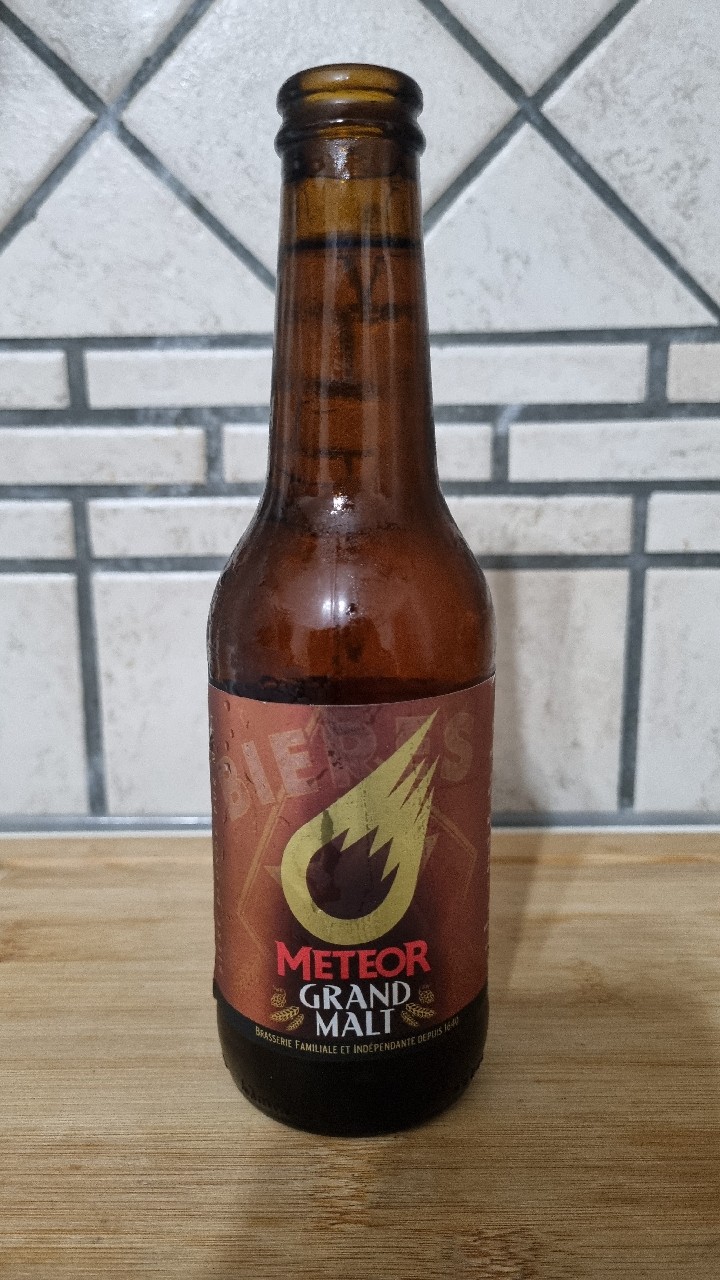 BIERES
METEOR
GRAND
MALT
BRASSERIE FAMILIALE ET INDÉPENDANTE DEPUIS 1640